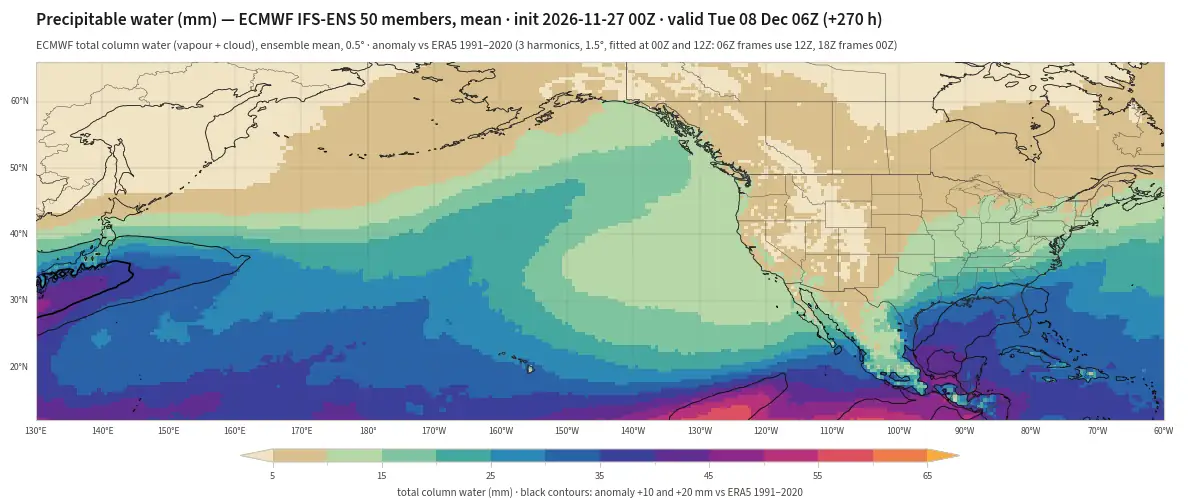 Precipitable water (mm) — ECMWF IFS-ENS 50 members, mean · init 2026-11-27 00Z · valid Tue 08 Dec 06Z (+270 h)
ECMWF total column water (vapour + cloud), ensemble mean, 0.5° · anomaly vs ERA5 1991–2020 (3 harmonics, 1.5°, fitted at 00Z and 12Z: 06Z frames use 12Z, 18Z frames 00Z)
60°N
50°N
40°N
30°N
20°N
130°E 140°E 150°E 160°E 170°E 180° 170°W 160°W 150°W 140°W 130°W 120°W 110°W 100°W 90°W 80°W 70°W 60°W
5 15 25 35 45 55 65
total column water (mm) · black contours: anomaly +10 and +20 mm vs ERA5 1991–2020